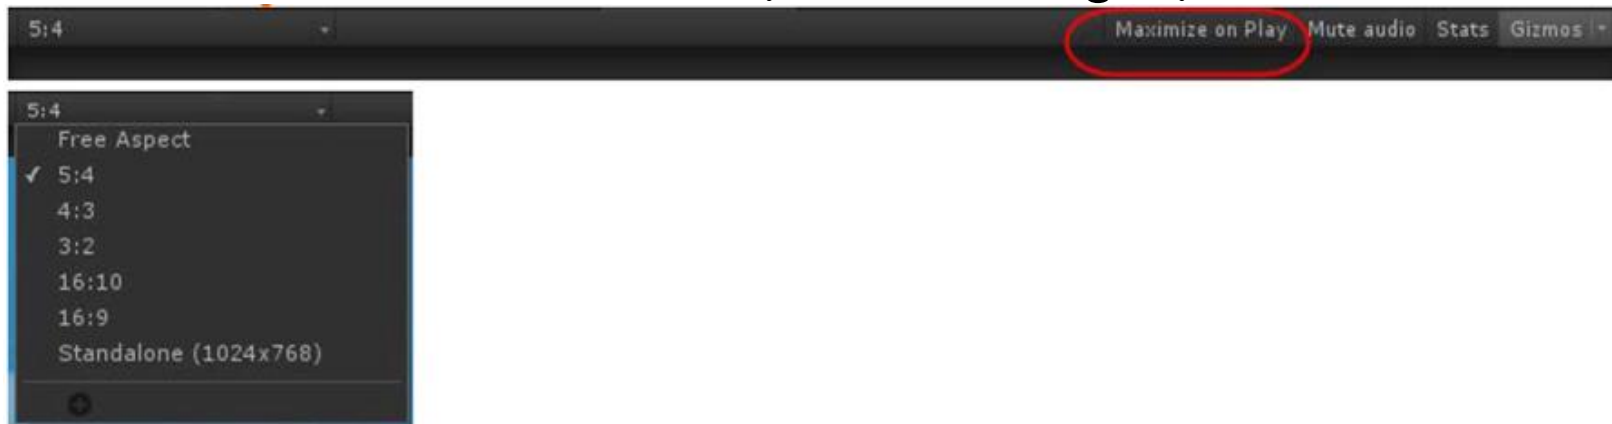 5:4 Maximize on Play Mute audio Stats Gizmos
5:4
Free Aspect
✓ 5:4
4:3
3:2
16:10
16:9
Standalone (1024x768)